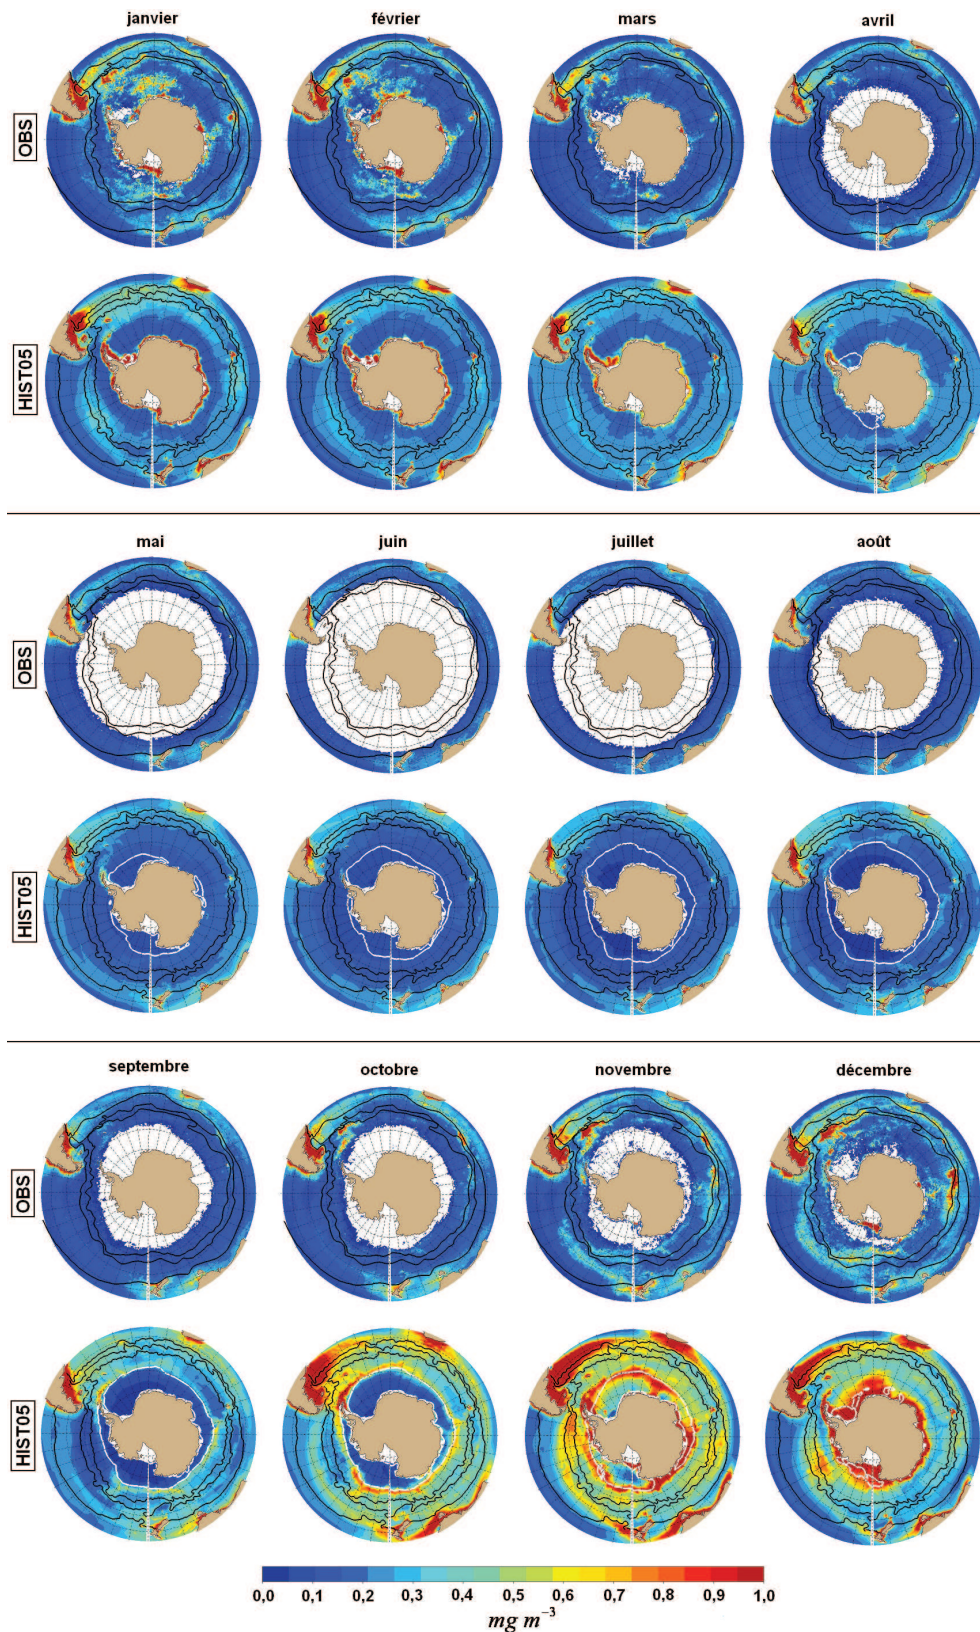 janvier février mars avril
OBS
HIST05
mai juin juillet août
OBS
HIST05
septembre octobre novembre décembre
OBS
HIST05
0,0 0,1 0,2 0,3 0,4 0,5 0,6 0,7 0,8 0,9 1,0
mg m⁻³